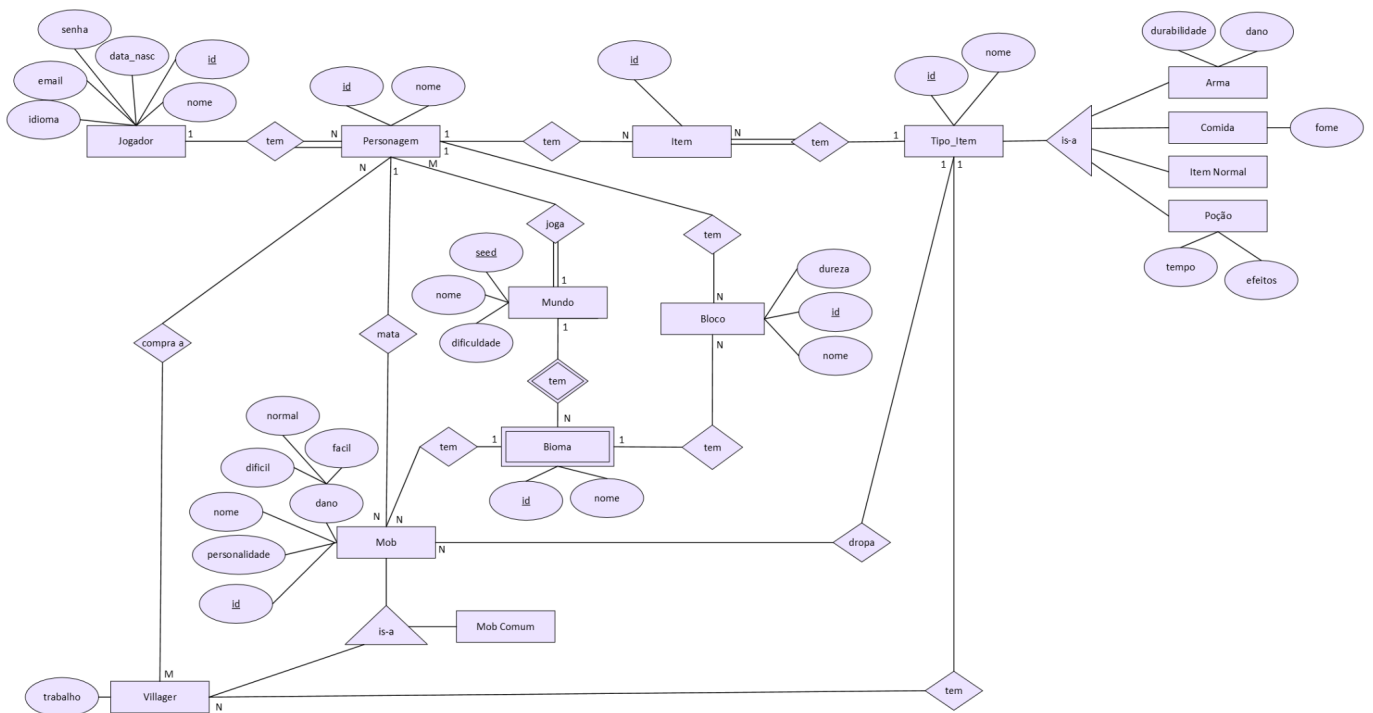 senha
data_nasc
id
email
nome
idioma
Jogador
1
tem
N
id
nome
Personagem
1
1
M
N
1
tem
N
id
Item
N
tem
1
id
nome
Tipo_Item
1
1
is-a
durabilidade
dano
Arma
Comida
fome
Item Normal
Poção
tempo
efeitos
joga
tem
seed
nome
dificuldade
1
Mundo
1
N
Bloco
N
dureza
id
nome
compra a
mata
tem
N
tem
1
Bioma
1
tem
id
nome
normal
facil
dificil
dano
nome
personalidade
id
N
N
Mob
N
dropa
is-a
Mob Comum
M
trabalho
Villager
N
tem